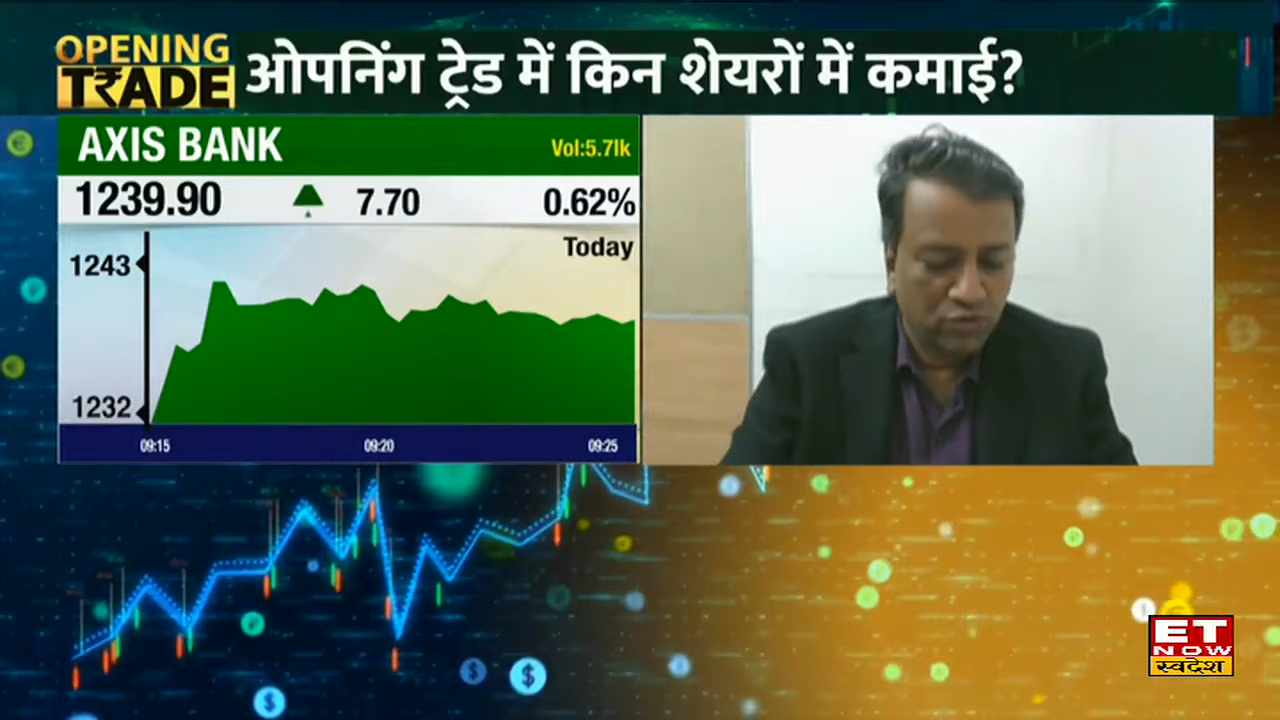 OPENING
TRADE
ओपनिंग ट्रेड में किन शेयरों में कमाई?
AXIS BANK
Vol:5.7lk
1239.90
7.70
0.62%
Today
1243
1232
09:15
09:20
09:25
ET
NOW
स्वदेश